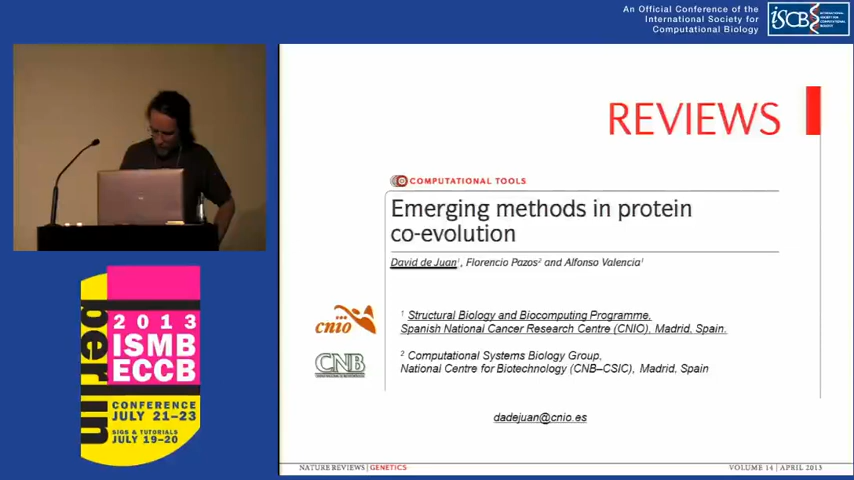 An Official Conference of the
International Society for
Computational Biology
ISCB
REVIEWS
COMPUTATIONAL TOOLS
Emerging methods in protein
co-evolution
David de Juan¹, Florencio Pazos² and Alfonso Valencia¹
cnio
¹ Structural Biology and Biocomputing Programme,
Spanish National Cancer Research Centre (CNIO), Madrid, Spain.
CNB
² Computational Systems Biology Group,
National Centre for Biotechnology (CNB–CSIC), Madrid, Spain
dadejuan@cnio.es
NATURE REVIEWS | GENETICS
VOLUME 14 | APRIL 2013
berlin
2013
ISMB
ECCB
CONFERENCE
JULY 21-23
SIGS & TUTORIALS
JULY 19-20